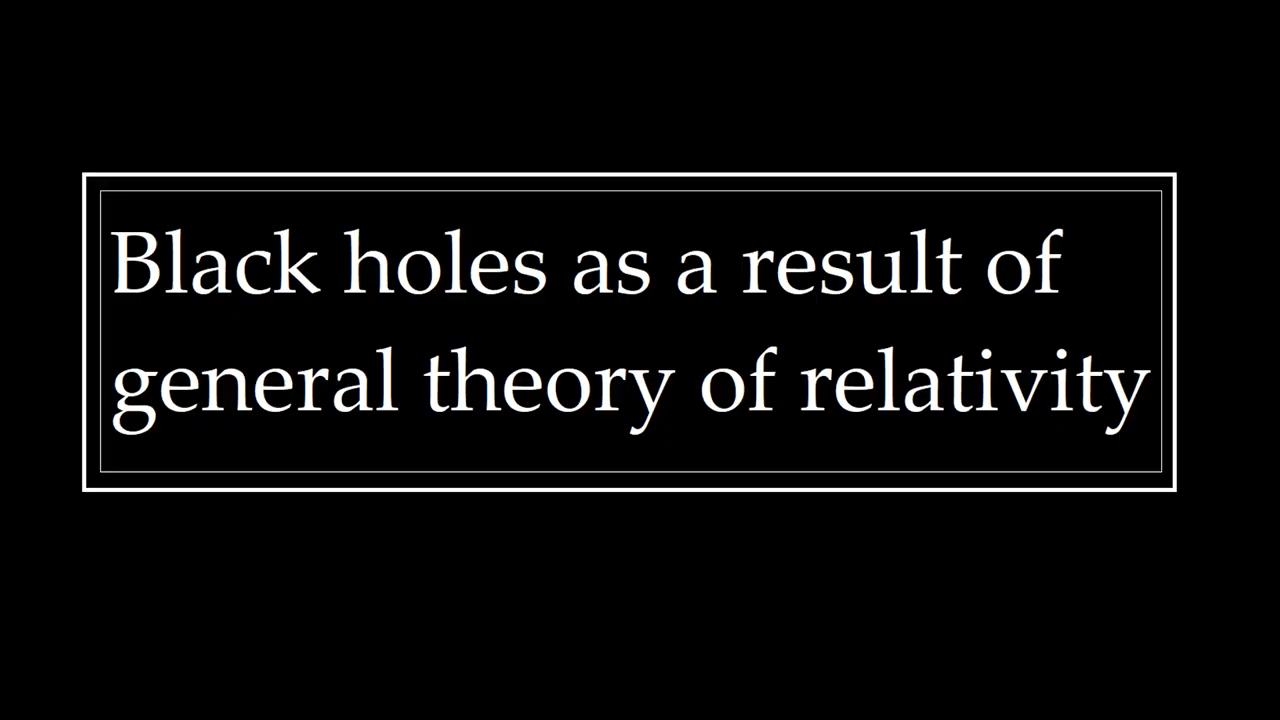 Black holes as a result of
general theory of relativity